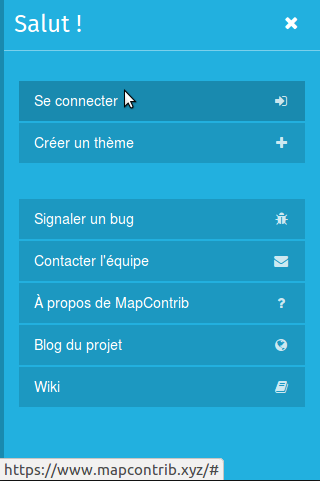 Salut !
Se connecter
Créer un thème
Signaler un bug
Contacter l'équipe
À propos de MapContrib
Blog du projet
Wiki
https://www.mapcontrib.xyz/#